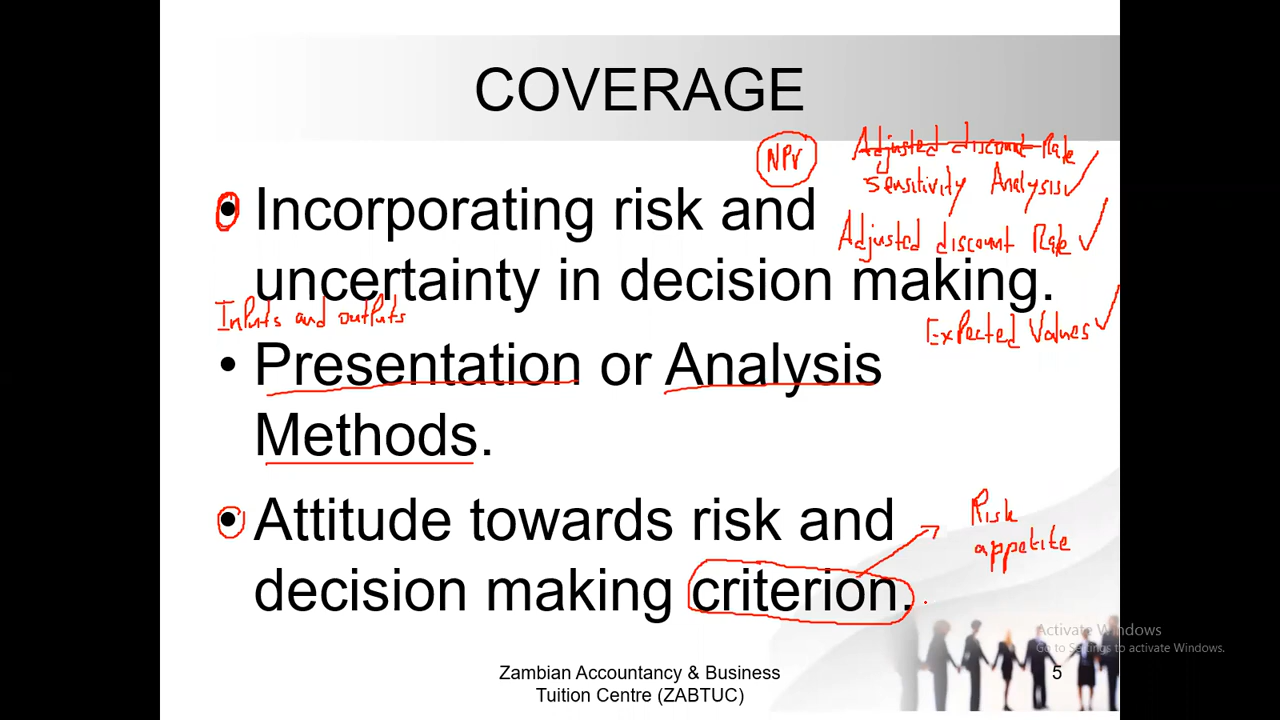 COVERAGE
NPV
Adjusted discount Rate
Sensitivity Analysis
• Incorporating risk and
Adjusted discount Rate
uncertainty in decision making.
Inputs and outputs
Expected Values
• Presentation or Analysis
Methods.
• Attitude towards risk and
Risk
appetite
decision making criterion.
Activate Windows
Go to Settings to activate Windows.
Zambian Accountancy & Business
Tuition Centre (ZABTUC)
5